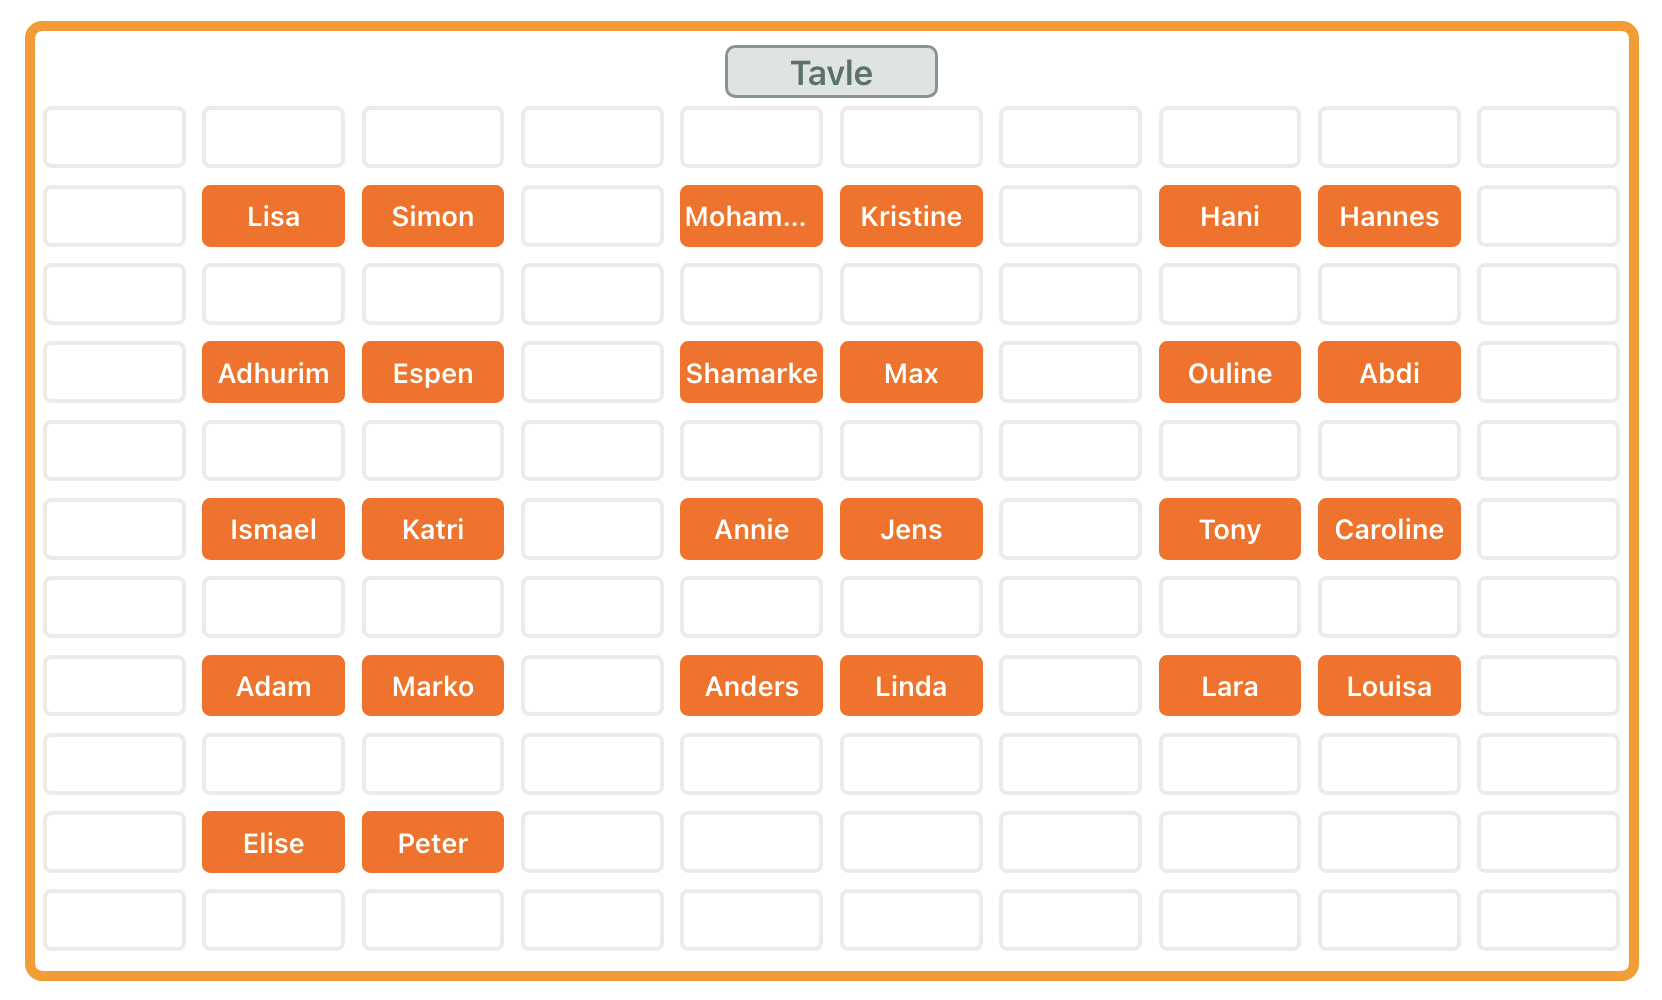 Tavle
Lisa Simon Moham... Kristine Hani Hannes
Adhurim Espen Shamarke Max Ouline Abdi
Ismael Katri Annie Jens Tony Caroline
Adam Marko Anders Linda Lara Louisa
Elise Peter